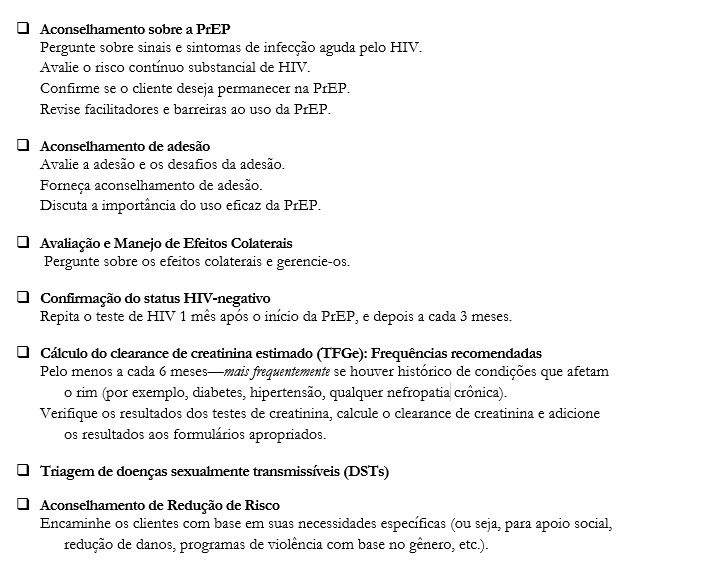 ❑ Aconselhamento sobre a PrEP
Pergunte sobre sinais e sintomas de infecção aguda pelo HIV.
Avalie o risco contínuo substancial de HIV.
Confirme se o cliente deseja permanecer na PrEP.
Revise facilitadores e barreiras ao uso da PrEP.
❑ Aconselhamento de adesão
Avalie a adesão e os desafios da adesão.
Forneça aconselhamento de adesão.
Discuta a importância do uso eficaz da PrEP.
❑ Avaliação e Manejo de Efeitos Colaterais
Pergunte sobre os efeitos colaterais e gerencie-os.
❑ Confirmação do status HIV-negativo
Repita o teste de HIV 1 mês após o início da PrEP, e depois a cada 3 meses.
❑ Cálculo do clearance de creatinina estimado (TFGe): Frequências recomendadas
Pelo menos a cada 6 meses—mais frequentemente se houver histórico de condições que afetam
o rim (por exemplo, diabetes, hipertensão, qualquer nefropatia crônica).
Verifique os resultados dos testes de creatinina, calcule o clearance de creatinina e adicione
os resultados aos formulários apropriados.
❑ Triagem de doenças sexualmente transmissíveis (DSTs)
❑ Aconselhamento de Redução de Risco
Encaminhe os clientes com base em suas necessidades específicas (ou seja, para apoio social,
redução de danos, programas de violência com base no gênero, etc.).